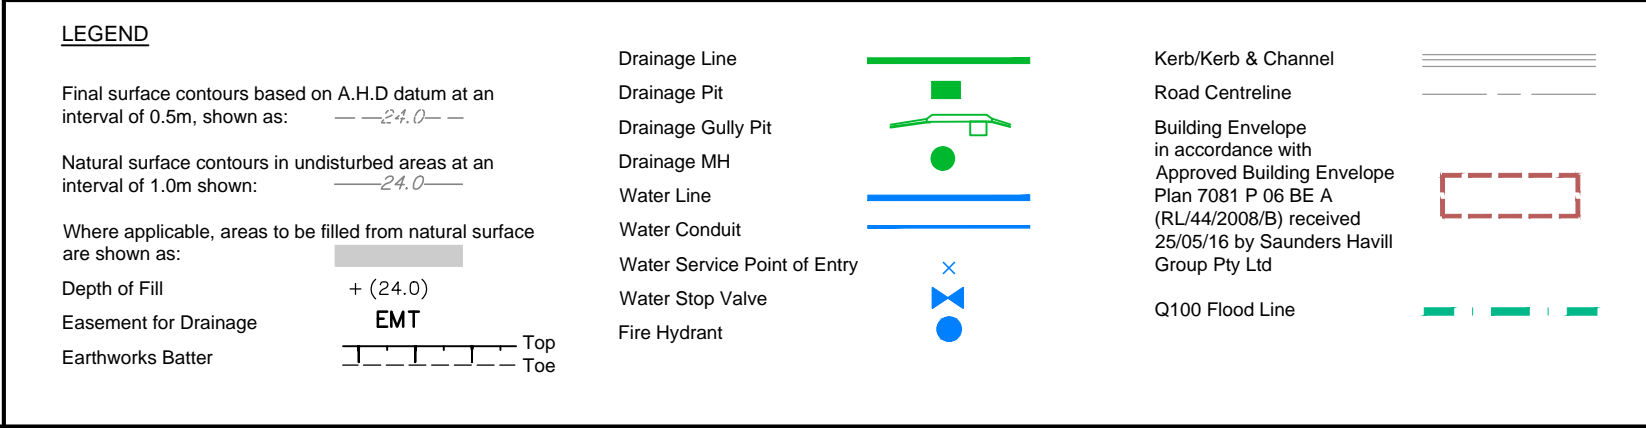 LEGEND
Final surface contours based on A.H.D datum at an
interval of 0.5m, shown as: 24.0
Natural surface contours in undisturbed areas at an
interval of 1.0m shown: 24.0
Where applicable, areas to be filled from natural surface
are shown as:
Depth of Fill + (24.0)
Easement for Drainage EMT
Earthworks Batter Top
Toe
Drainage Line
Drainage Pit
Drainage Gully Pit
Drainage MH
Water Line
Water Conduit
Water Service Point of Entry
Water Stop Valve
Fire Hydrant
Kerb/Kerb & Channel
Road Centreline
Building Envelope
in accordance with
Approved Building Envelope
Plan 7081 P 06 BE A
(RL/44/2008/B) received
25/05/16 by Saunders Havill
Group Pty Ltd
Q100 Flood Line